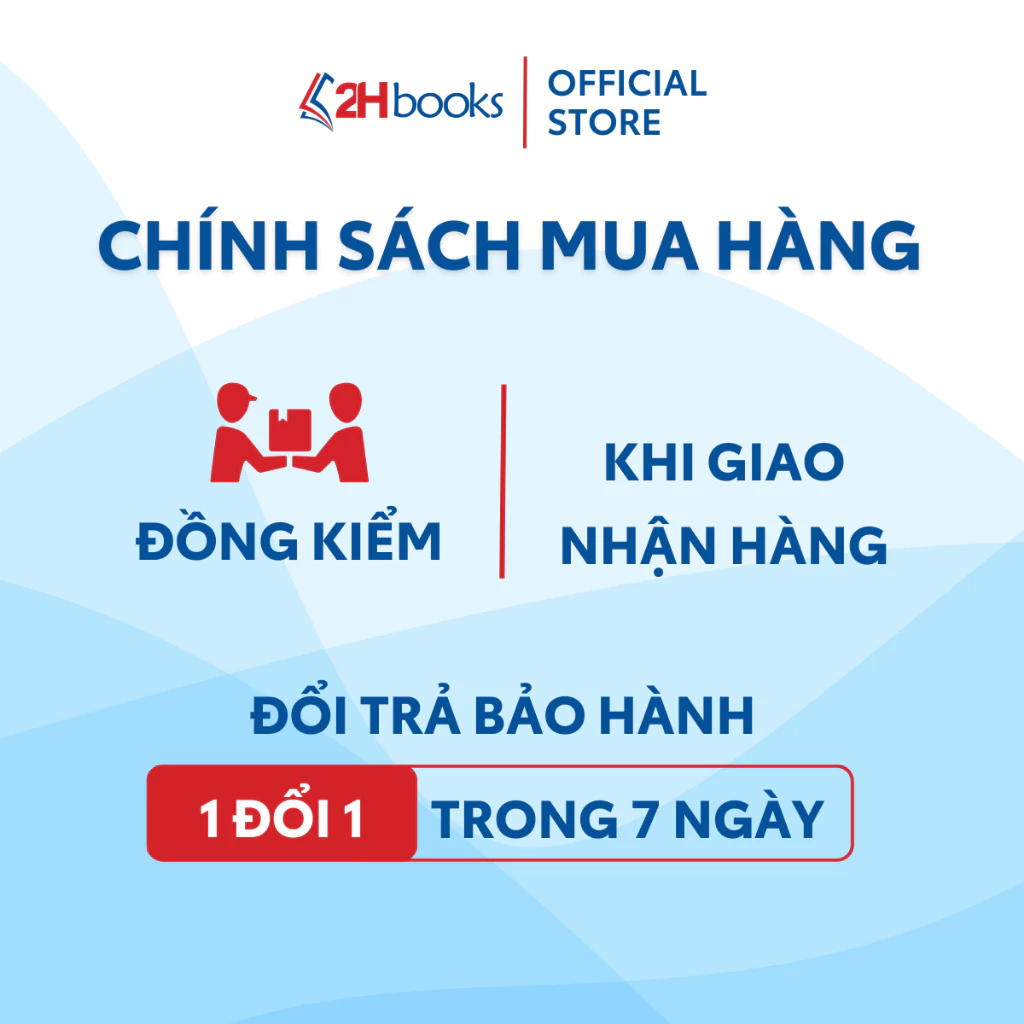 2Hbooks
OFFICIAL
STORE
CHÍNH SÁCH MUA HÀNG
ĐỒNG KIỂM
KHI GIAO
NHẬN HÀNG
ĐỔI TRẢ BẢO HÀNH
1 ĐỔI 1 TRONG 7 NGÀY